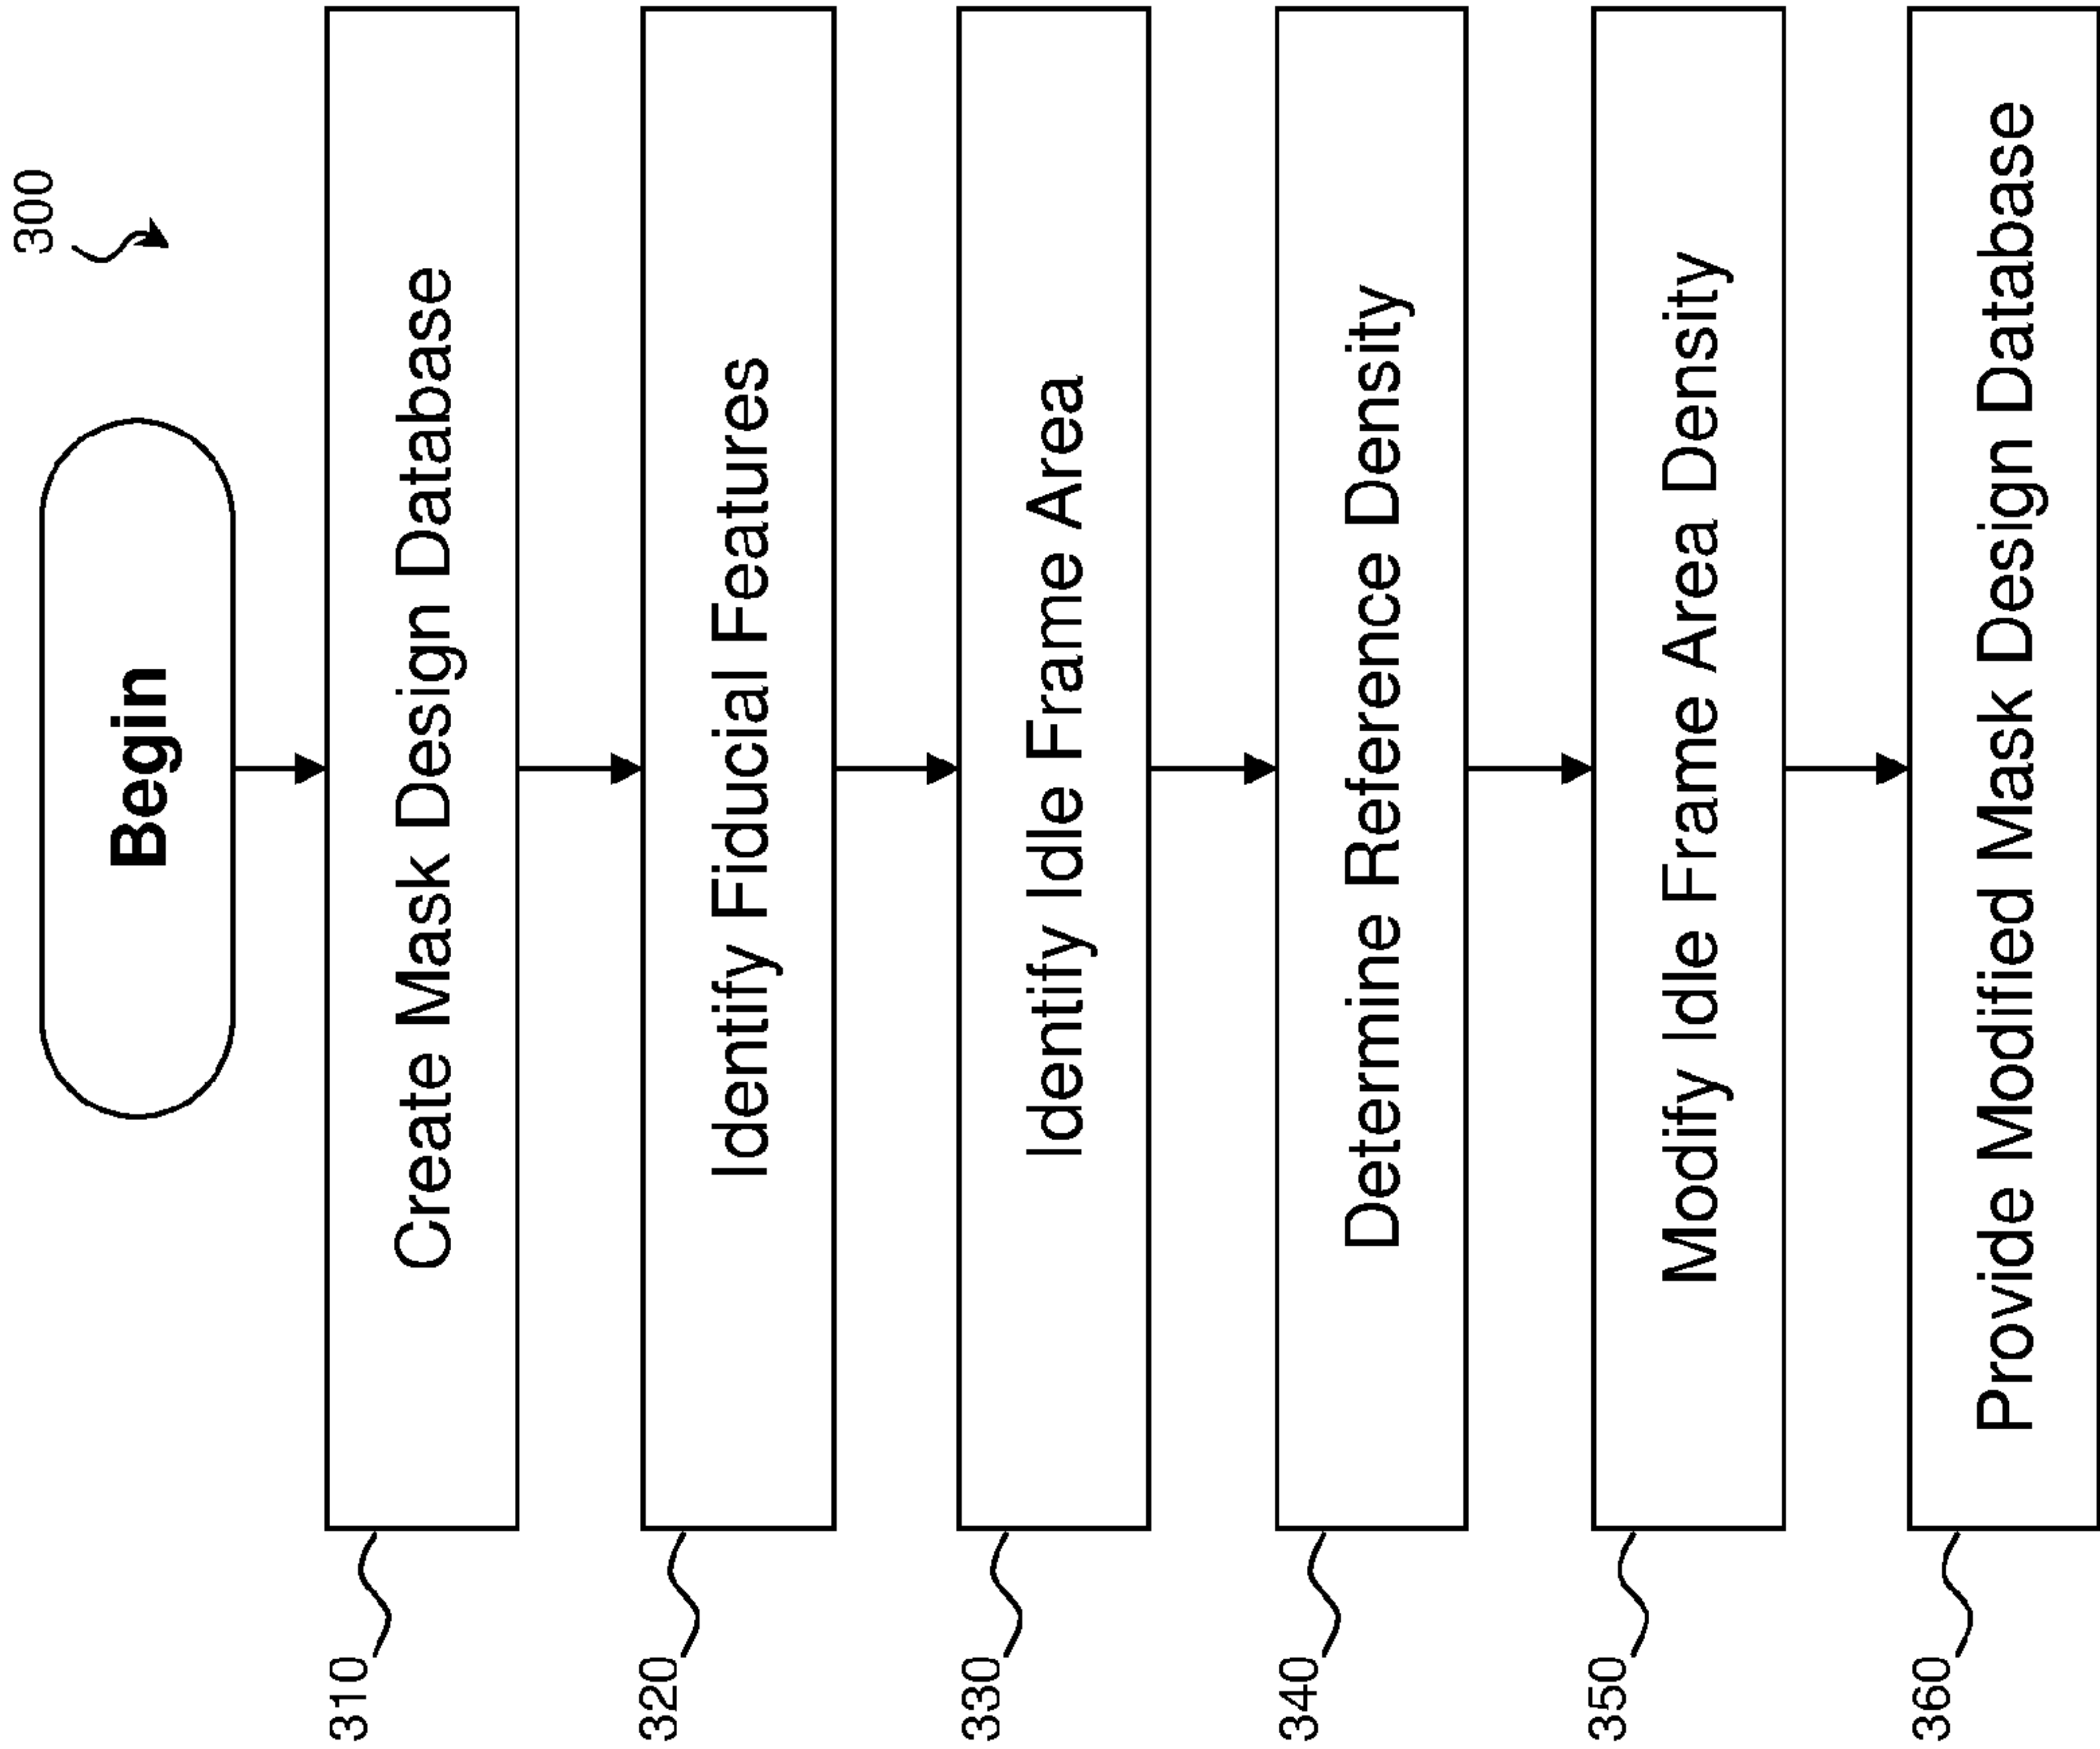 300
Begin
310
Create Mask Design Database
320
Identify Fiducial Features
330
Identify Idle Frame Area
340
Determine Reference Density
350
Modify Idle Frame Area Density
360
Provide Modified Mask Design Database